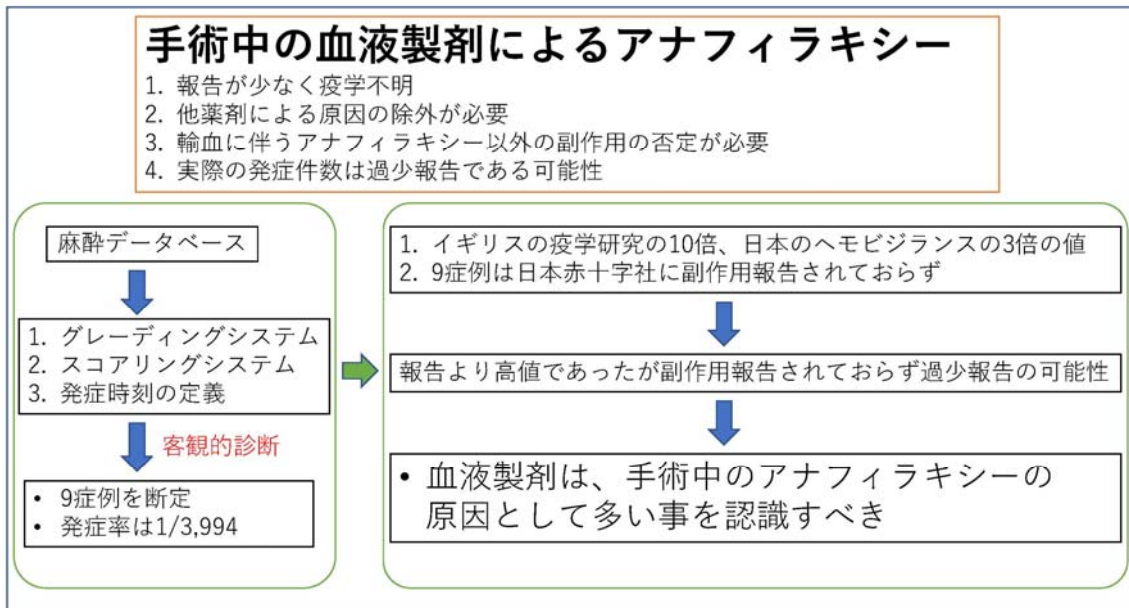 手術中の血液製剤によるアナフィラキシー
1. 報告が少なく疫学不明
2. 他薬剤による原因の除外が必要
3. 輸血に伴うアナフィラキシー以外の副作用の否定が必要
4. 実際の発症件数は過少報告である可能性
麻酔データベース
1. グレーディングシステム
2. スコアリングシステム
3. 発症時刻の定義
客観的診断
• 9症例を断定
• 発症率は1/3,994
1. イギリスの疫学研究の10倍、日本のヘモビジランスの3倍の値
2. 9症例は日本赤十字社に副作用報告されておらず
報告より高値であったが副作用報告されておらず過少報告の可能性
• 血液製剤は、手術中のアナフィラキシーの
原因として多い事を認識すべき